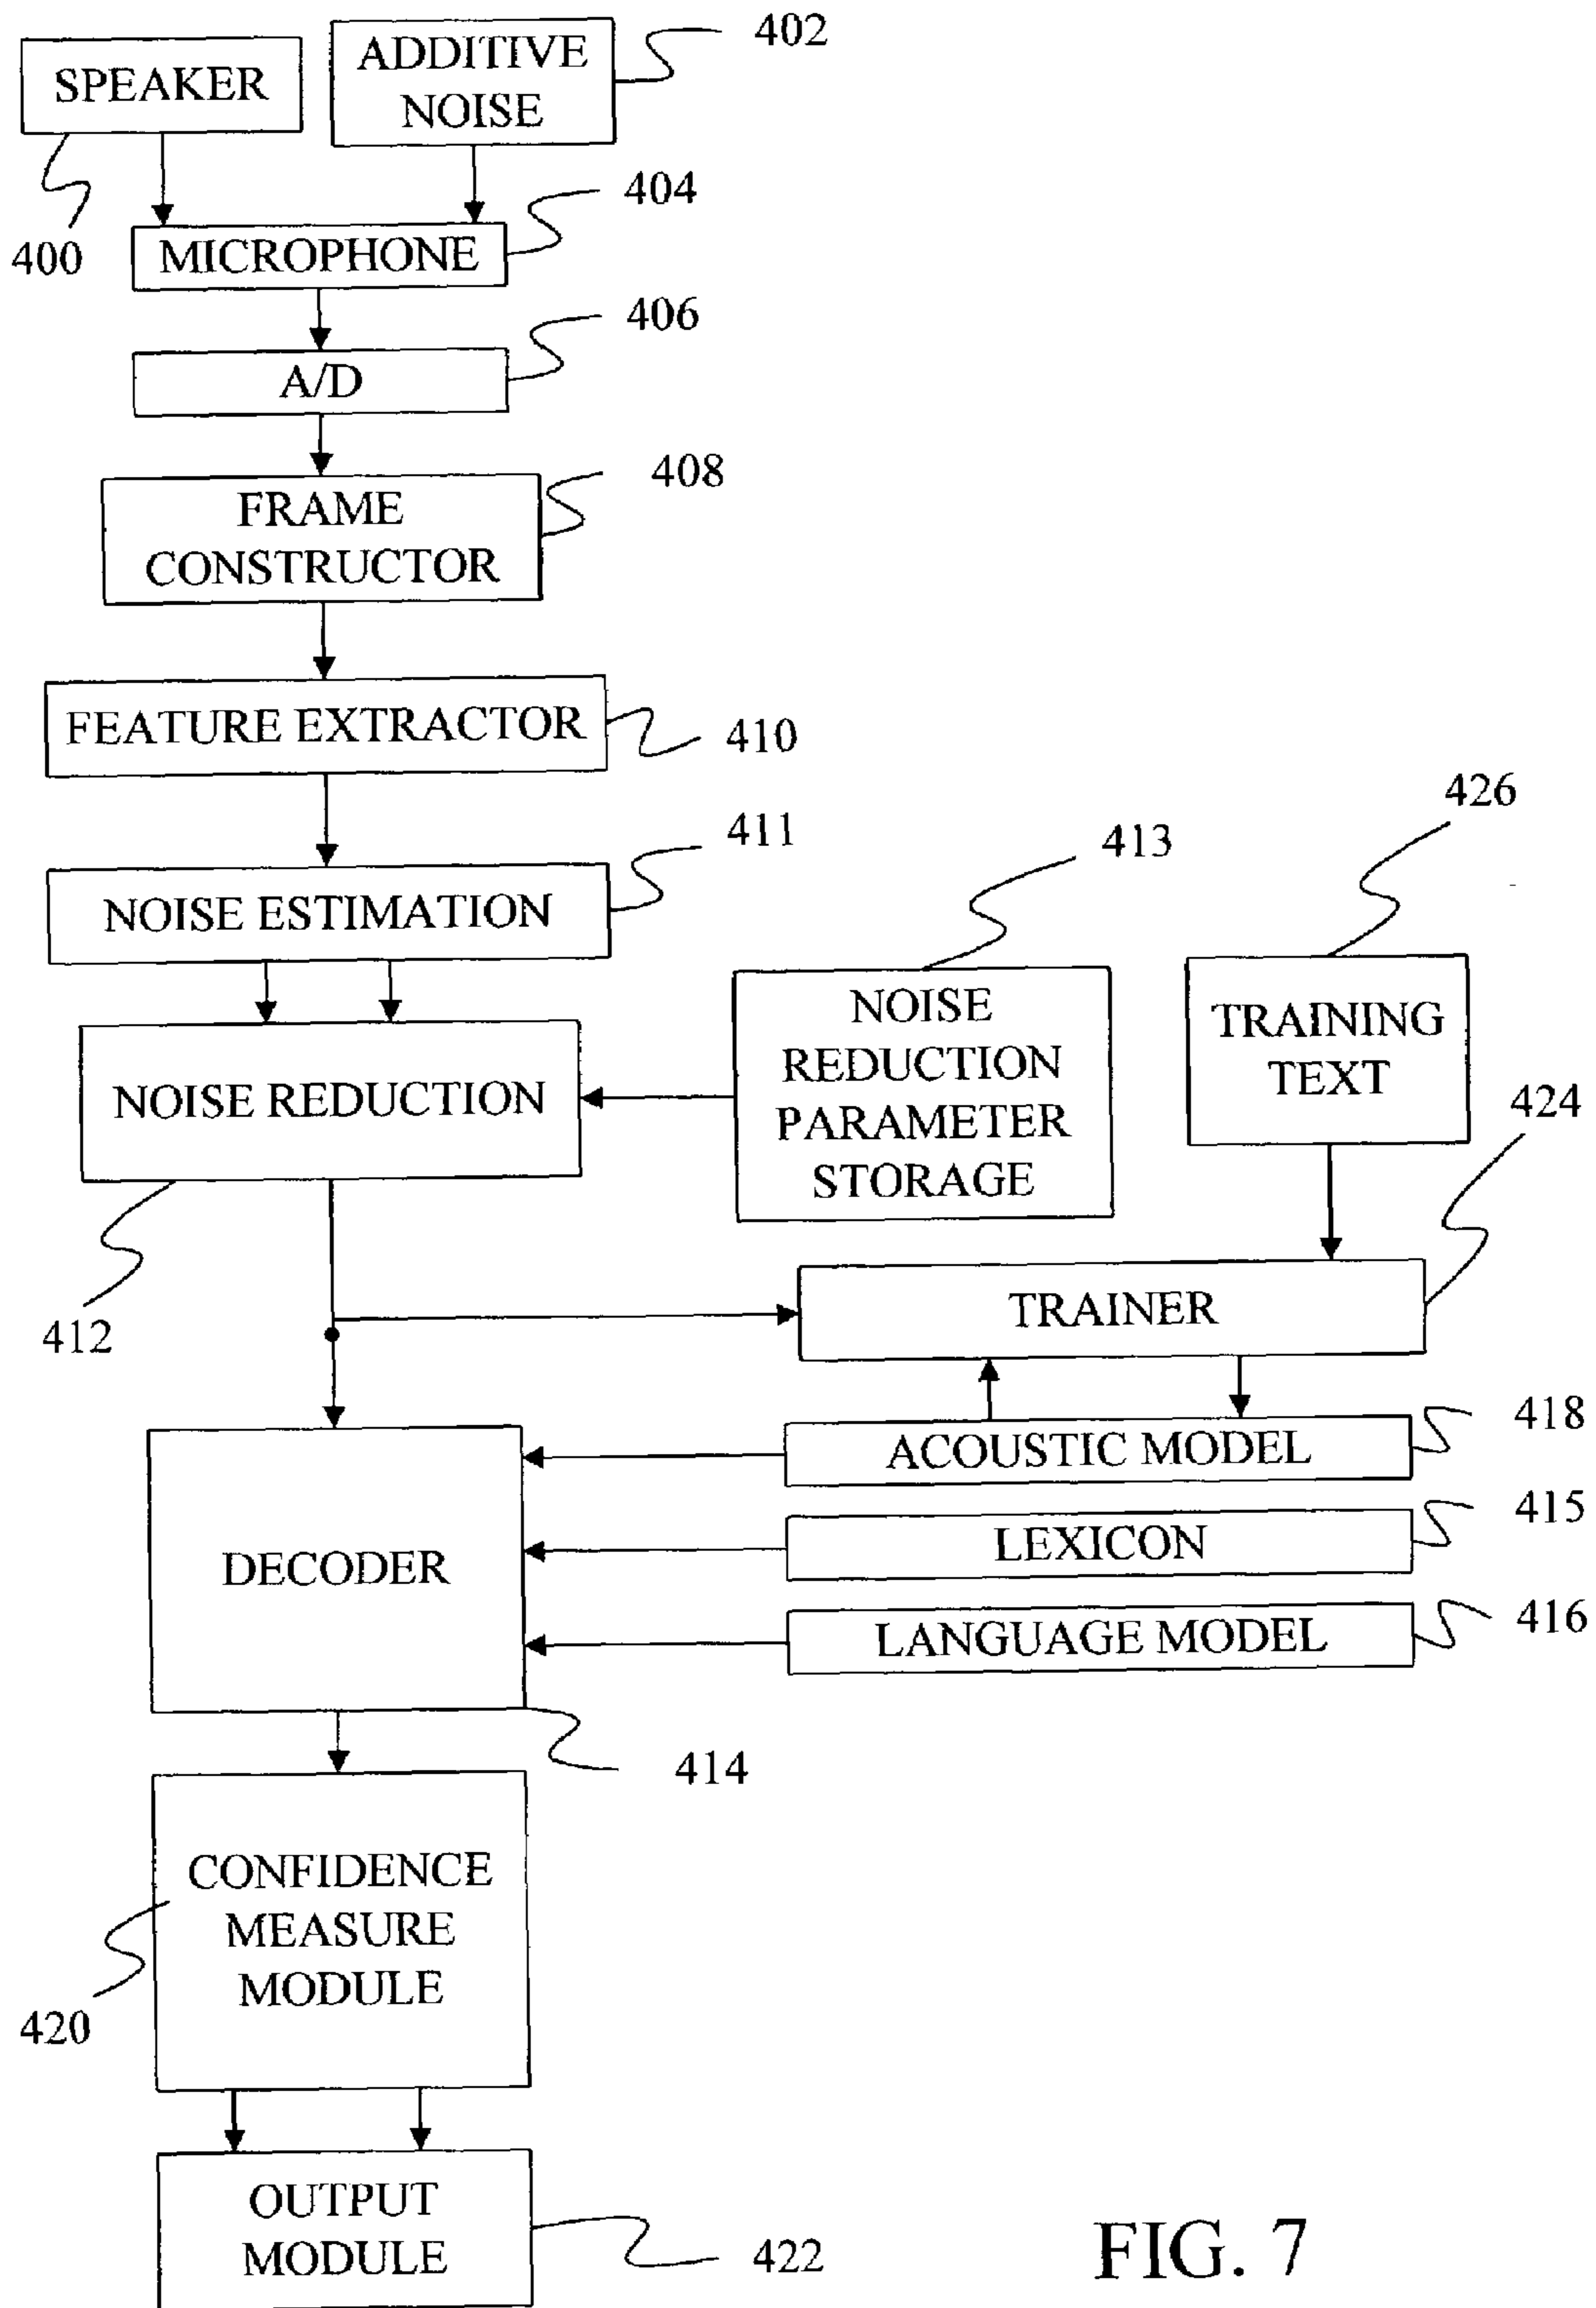 SPEAKER
ADDITIVE
NOISE
402
400
MICROPHONE
404
A/D
406
FRAME
CONSTRUCTOR
408
FEATURE EXTRACTOR
410
NOISE ESTIMATION
411
NOISE REDUCTION
412
NOISE
REDUCTION
PARAMETER
STORAGE
413
TRAINING
TEXT
426
TRAINER
424
ACOUSTIC MODEL
418
LEXICON
415
LANGUAGE MODEL
416
DECODER
414
CONFIDENCE
MEASURE
MODULE
420
OUTPUT
MODULE
422
FIG. 7